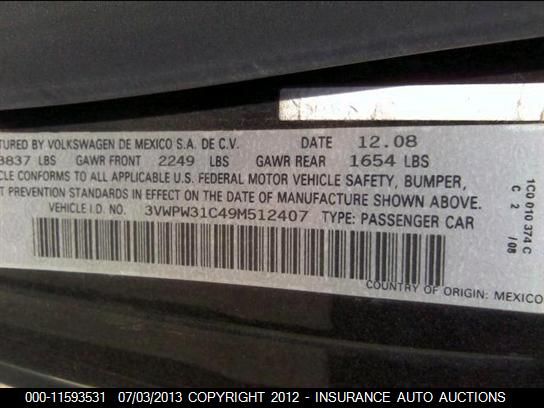 TURED BY VOLKSWAGEN DE MEXICO S.A. DE C.V. DATE 12.08
3837 LBS GAWR FRONT 2249 LBS GAWR REAR 1654 LBS
CLE CONFORMS TO ALL APPLICABLE U.S. FEDERAL MOTOR VEHICLE SAFETY, BUMPER,
T PREVENTION STANDARDS IN EFFECT ON THE DATE OF MANUFACTURE SHOWN ABOVE.
VEHICLE I.D. NO. 3VWPW31C49M512407 TYPE: PASSENGER CAR
COUNTRY OF ORIGIN: MEXICO
1C0 010 374 C
C 2 /08
000-11593531 07/03/2013 COPYRIGHT 2012 - INSURANCE AUTO AUCTIONS